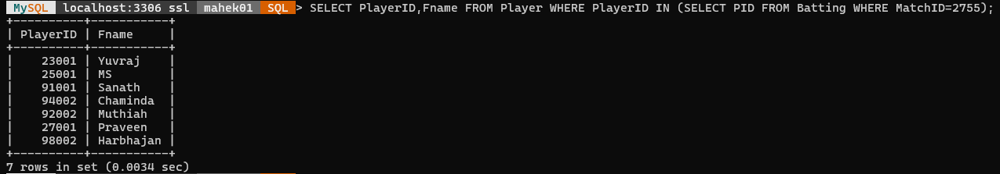 MySQL localhost:3306 ssl mahek01 SQL > SELECT PlayerID,Fname FROM Player WHERE PlayerID IN (SELECT PID FROM Batting WHERE MatchID=2755);
+----------+-----------+
| PlayerID | Fname     |
+----------+-----------+
|    23001 | Yuvraj    |
|    25001 | MS        |
|    91001 | Sanath    |
|    94002 | Chaminda  |
|    92002 | Muthiah   |
|    27001 | Praveen   |
|    98002 | Harbhajan |
+----------+-----------+
7 rows in set (0.0034 sec)